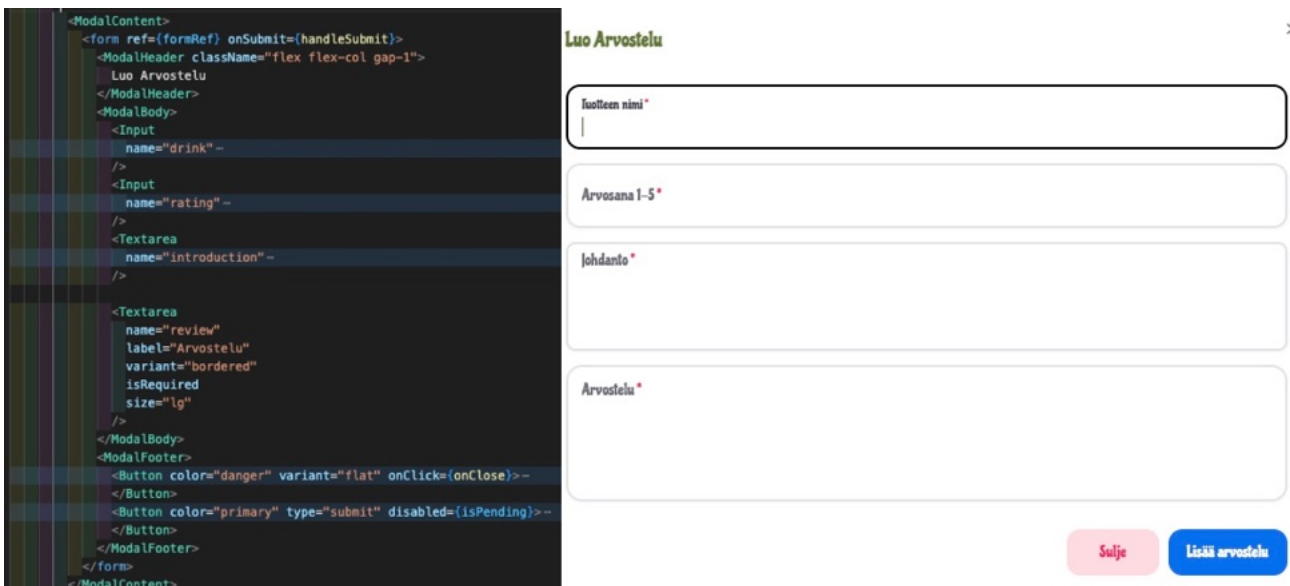 <ModalContent>
<form ref={formRef} onSubmit={handleSubmit}>
<ModalHeader className="flex flex-col gap-1">
Luo Arvostelu
</ModalHeader>
<ModalBody>
<Input
name="drink"⋯
/>
<Input
name="rating"⋯
/>
<Textarea
name="introduction"⋯
/>
<Textarea
name="review"
label="Arvostelu"
variant="bordered"
isRequired
size="lg"
/>
</ModalBody>
<ModalFooter>
<Button color="danger" variant="flat" onClick={onClose}>⋯
</Button>
<Button color="primary" type="submit" disabled={isPending}>⋯
</Button>
</ModalFooter>
</form>
</ModalContent>
Luo Arvostelu
Tuotteen nimi*
Arvosana 1–5*
Johdanto*
Arvostelu*
Sulje
Lisää arvostelu